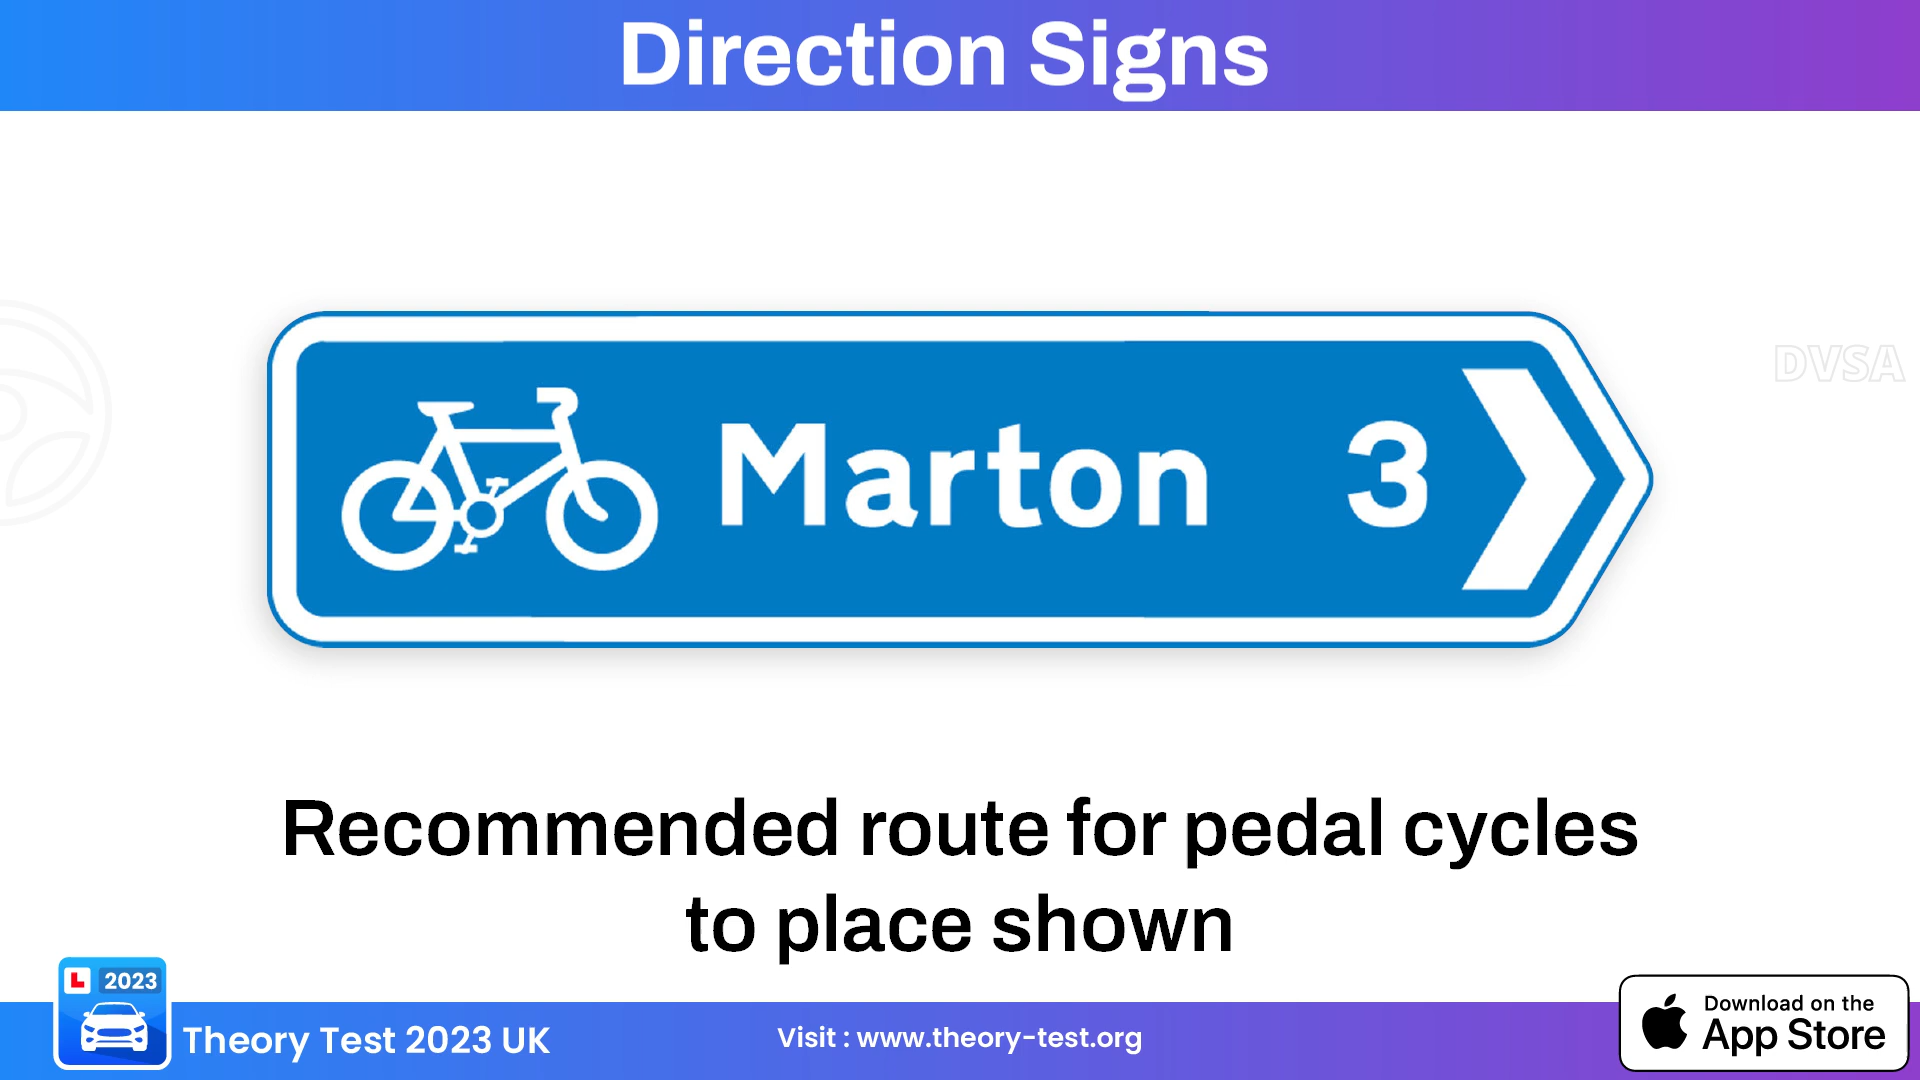 Direction Signs
DVSA
Marton 3
Recommended route for pedal cycles
to place shown
L 2023
Theory Test 2023 UK
Visit : www.theory-test.org
Download on the
App Store